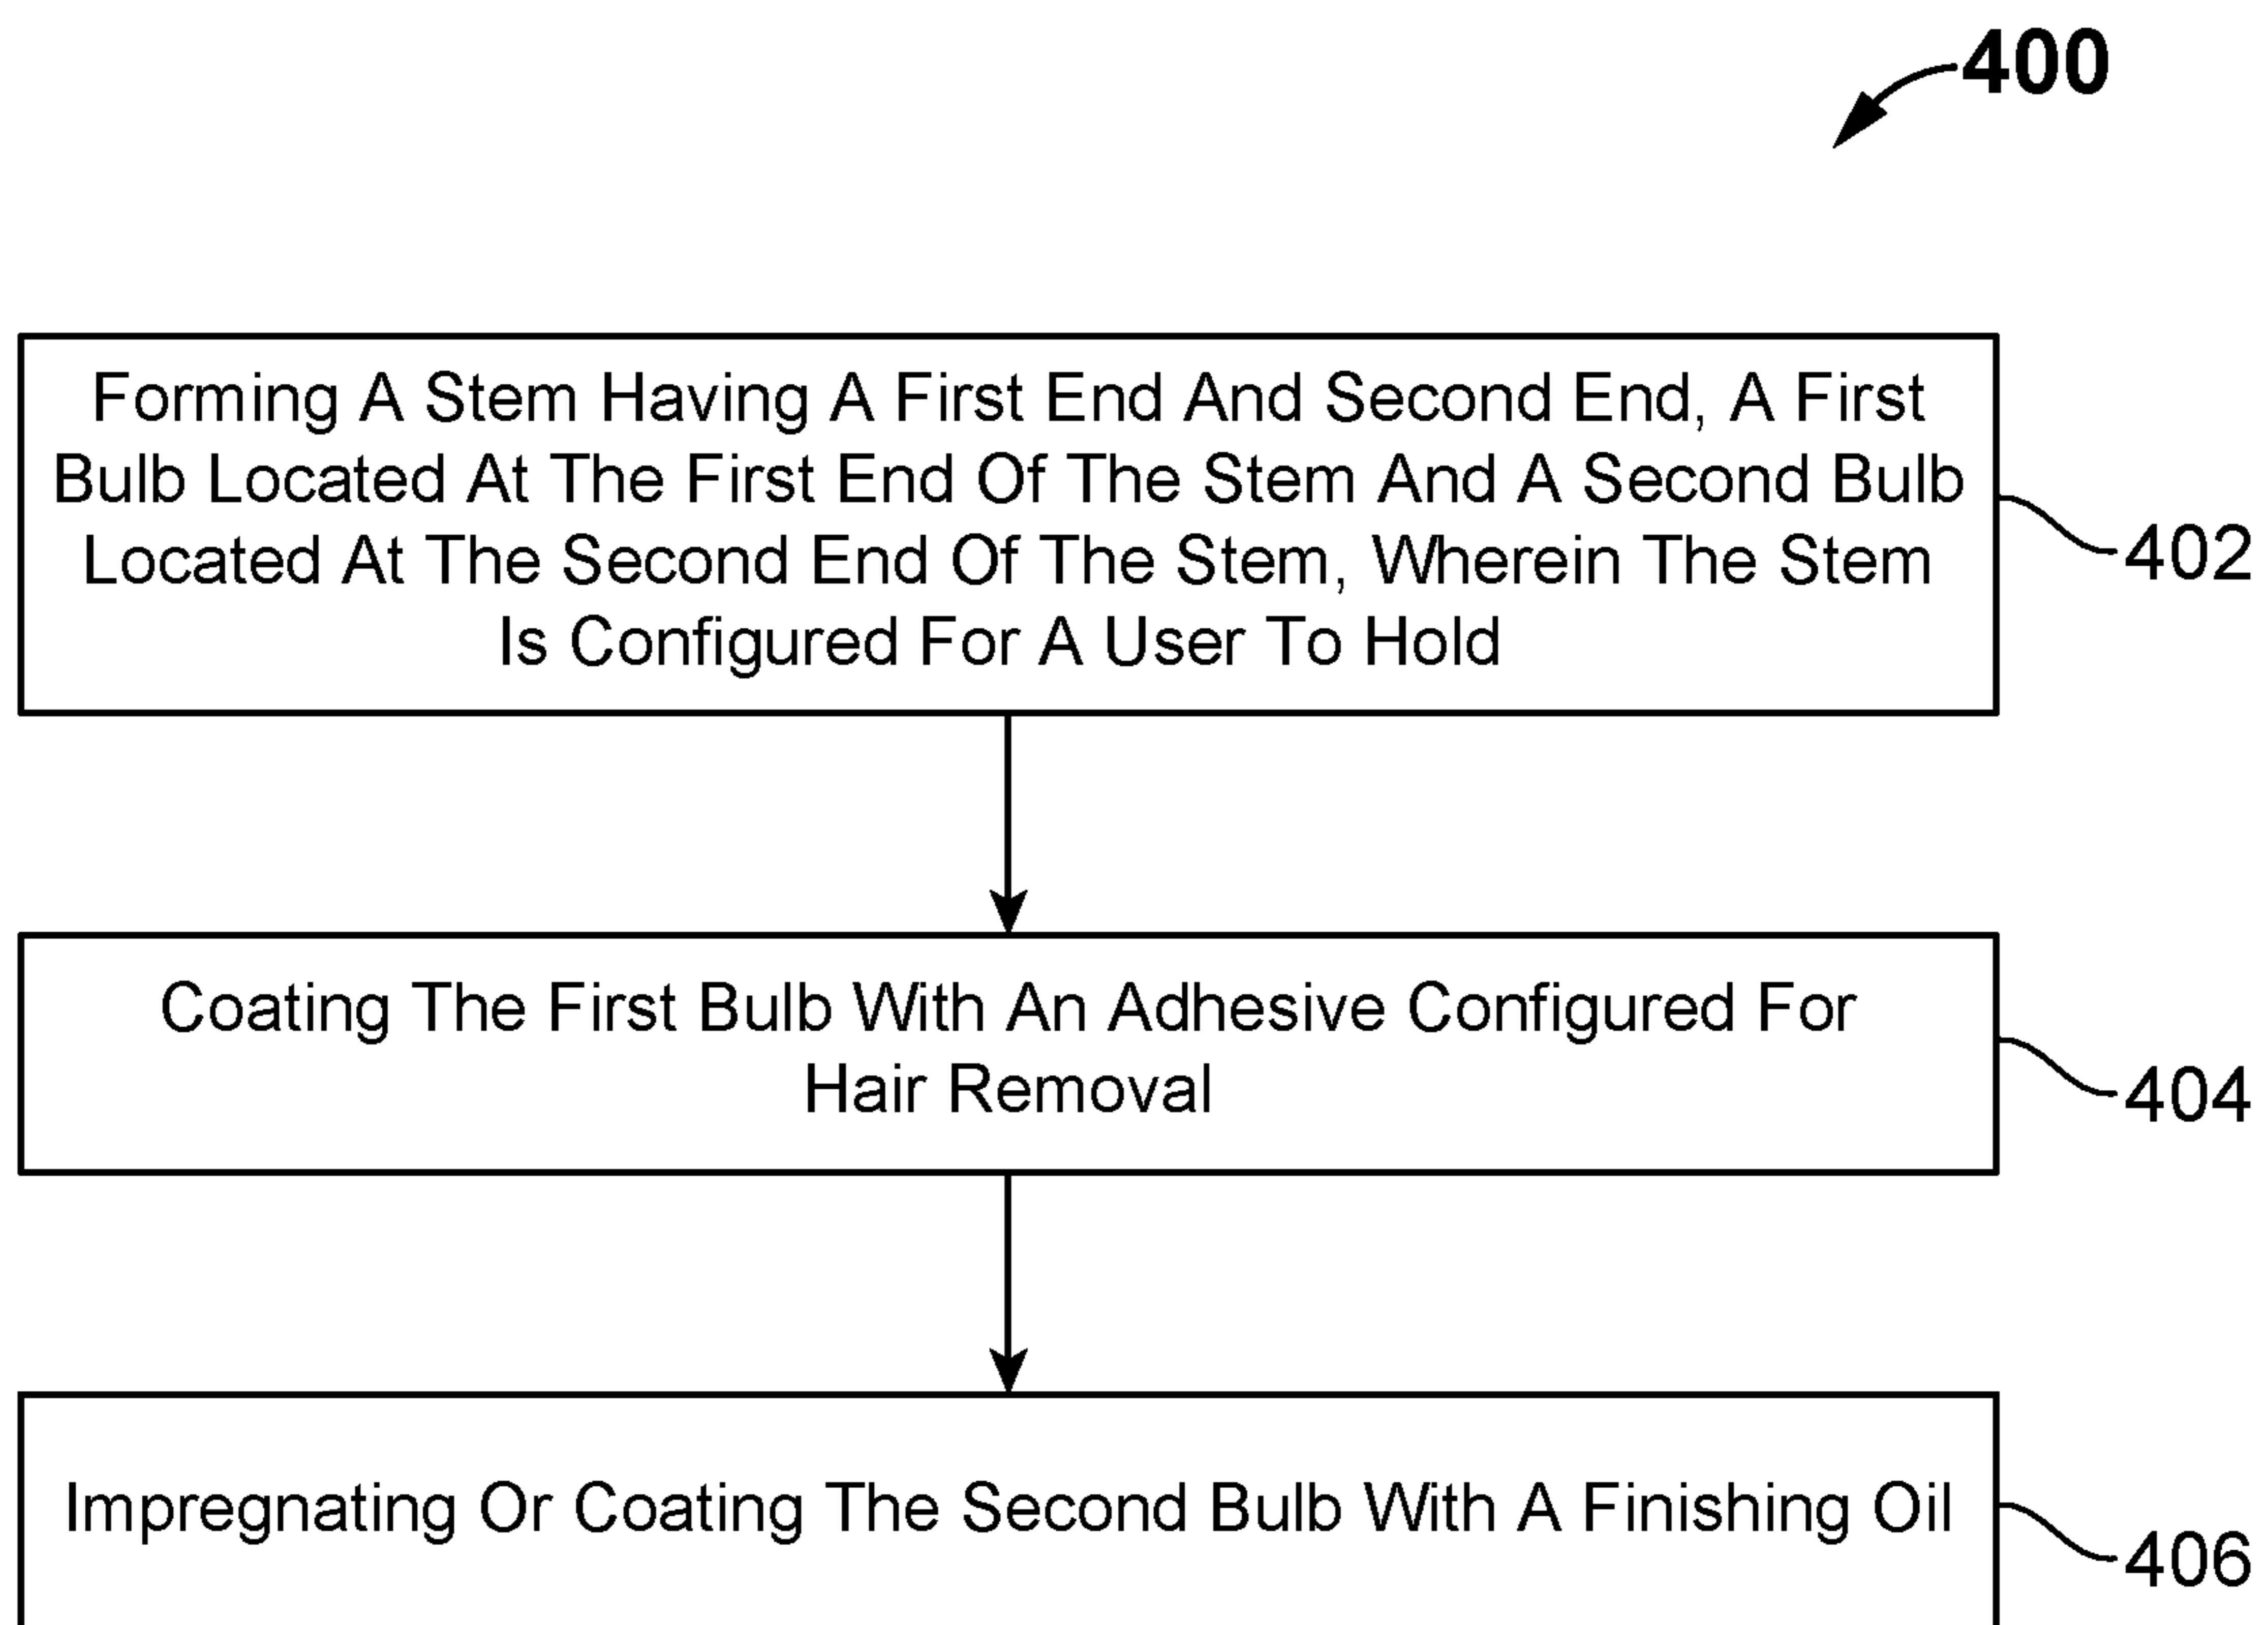 400
Forming A Stem Having A First End And Second End, A First
Bulb Located At The First End Of The Stem And A Second Bulb
Located At The Second End Of The Stem, Wherein The Stem
Is Configured For A User To Hold
402
Coating The First Bulb With An Adhesive Configured For
Hair Removal
404
Impregnating Or Coating The Second Bulb With A Finishing Oil
406